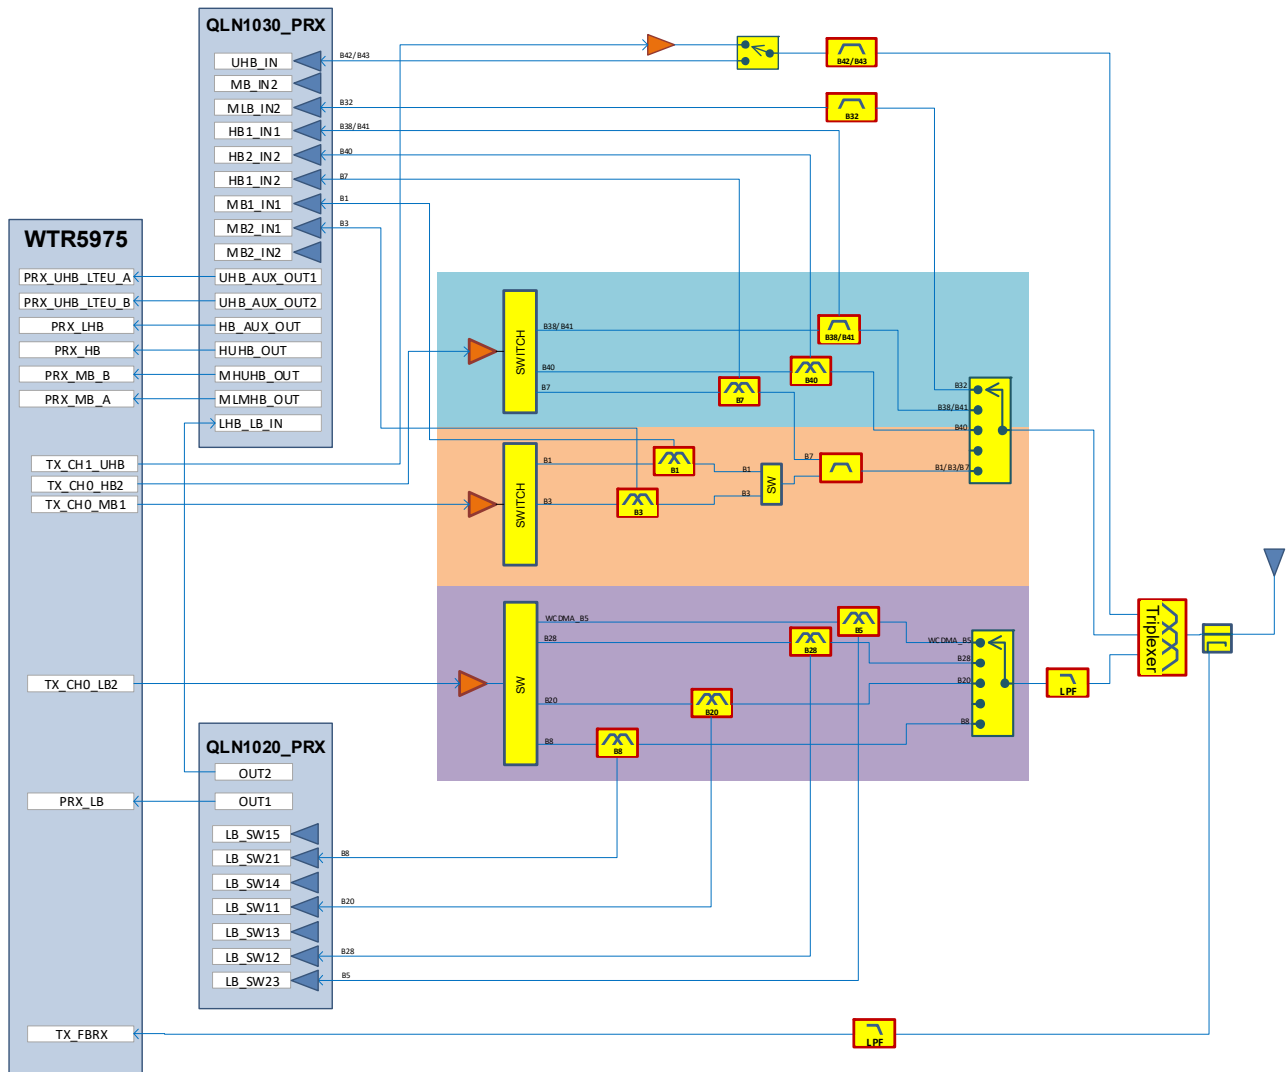 QLN1030_PRX
UHB_IN
MB_IN2
MLB_IN2
HB1_IN1
HB2_IN2
HB1_IN2
MB1_IN1
MB2_IN1
MB2_IN2
UHB_AUX_OUT1
UHB_AUX_OUT2
HB_AUX_OUT
HUHB_OUT
MHUHB_OUT
MLMHB_OUT
LHB_LB_IN
B42/B43
B32
B38/B41
B40
B7
B1
B3
B42/B43
B32
WTR5975
PRX_UHB_LTEU_A
PRX_UHB_LTEU_B
PRX_LHB
PRX_HB
PRX_MB_B
PRX_MB_A
TX_CH1_UHB
TX_CH0_HB2
TX_CH0_MB1
TX_CH0_LB2
PRX_LB
TX_FBRX
SWITCH
B38/B41
B40
B7
B38/B41
B40
B7
B32
B38/B41
B40
B1/B3/B7
SWITCH
B1
B3
B1
B3
B1
B3
SW
B7
SW
WCDMA_B5
B28
B20
B8
B5
B28
B20
B8
WCDMA_B5
B28
B20
B8
LPF
Triplexer
QLN1020_PRX
OUT2
OUT1
LB_SW15
LB_SW21
LB_SW14
LB_SW11
LB_SW13
LB_SW12
LB_SW23
B8
B20
B28
B5
LPF